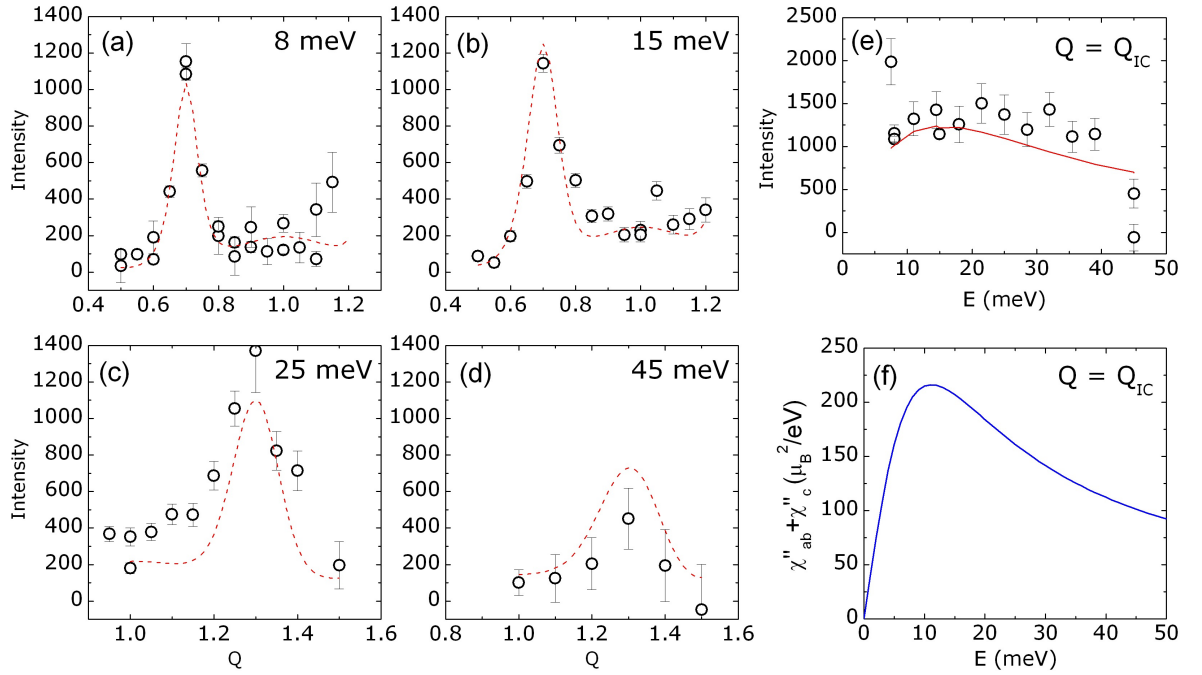 (a) 8 meV
Intensity
1400
1200
1000
800
600
400
200
0
0.4 0.6 0.8 1.0 1.2
(b) 15 meV
1400
1200
1000
800
600
400
200
0
0.4 0.6 0.8 1.0 1.2
(e) Q = Q_IC
Intensity
2500
2000
1500
1000
500
0
0 10 20 30 40 50
E (meV)
(c) 25 meV
Intensity
1400
1200
1000
800
600
400
200
0
1.0 1.2 1.4 1.6
Q
(d) 45 meV
1400
1200
1000
800
600
400
200
0
1.0 1.2 1.4 1.6
Q
(f) Q = Q_IC
χ"_ab+χ"_c (μ_B^2/eV)
250
200
150
100
50
0
0 10 20 30 40 50
E (meV)